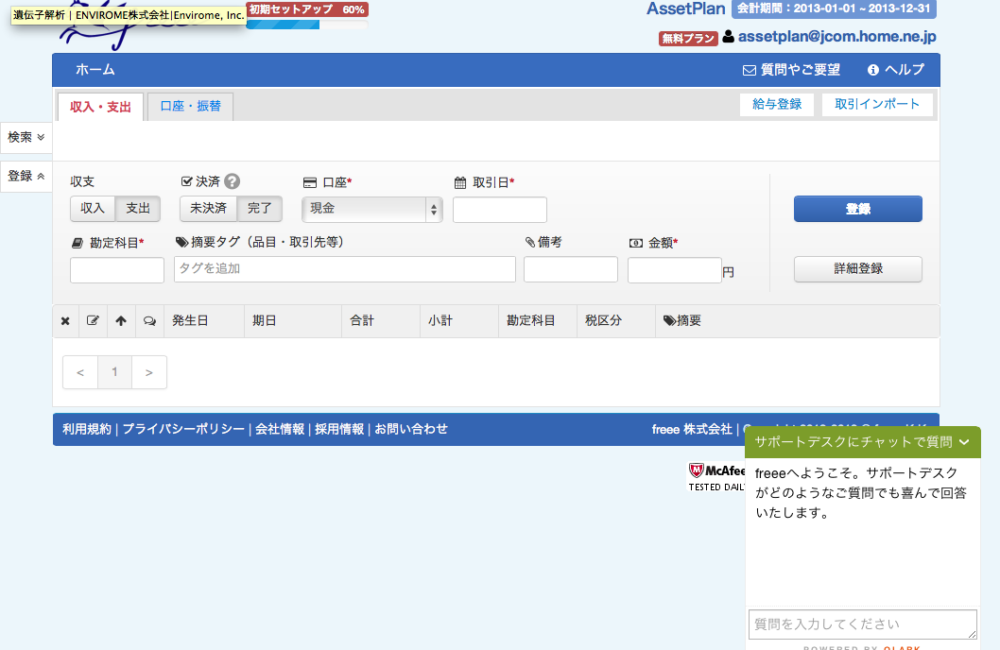 遺伝子解析 | ENVIROME株式会社|Envirome, Inc.
初期セットアップ 60%
AssetPlan 会計期間：2013-01-01 ~ 2013-12-31
無料プラン assetplan@jcom.home.ne.jp
ホーム 質問やご要望 ヘルプ
収入・支出 口座・振替 給与登録 取引インポート
検索
登録
収支 決済 口座* 取引日*
収入 支出 未決済 完了 現金 登録
勘定科目* 摘要タグ（品目・取引先等） 備考 金額*
タグを追加 円 詳細登録
発生日 期日 合計 小計 勘定科目 税区分 摘要
< 1 >
利用規約 | プライバシーポリシー | 会社情報 | 採用情報 | お問い合わせ freee 株式会社 |
サポートデスクにチャットで質問
McAfee
TESTED DAIL
freeeへようこそ。サポートデスク
がどのようなご質問でも喜んで回答
いたします。
質問を入力してください
POWERED BY OLARK